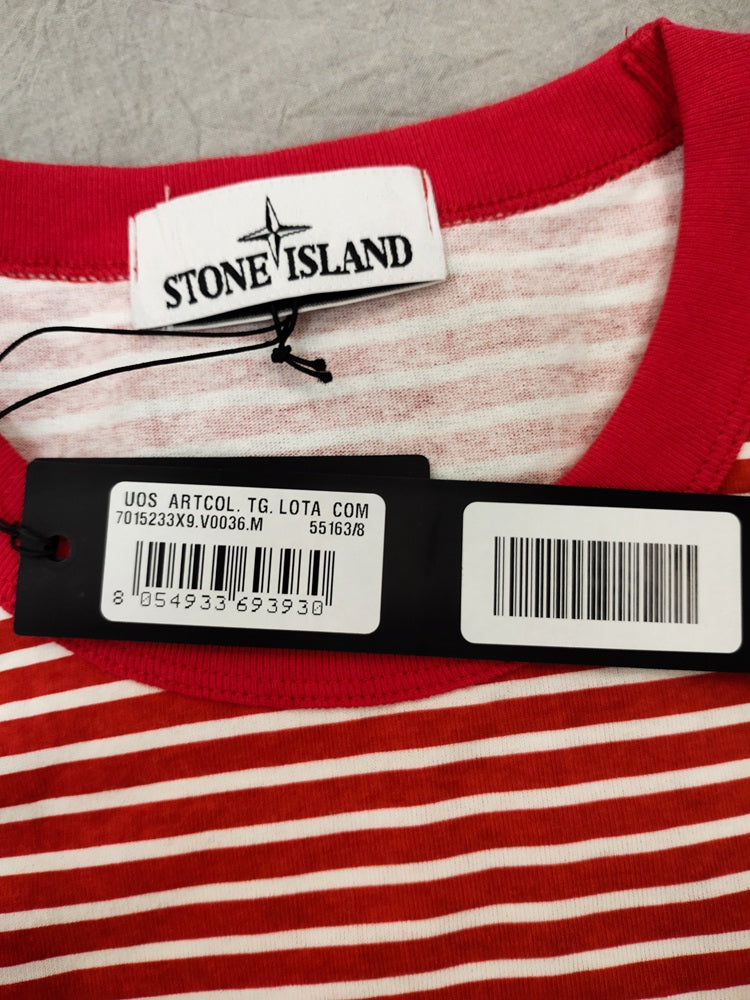 STONE ISLAND
UOS ARTCOL. TG. LOTA COM
7015233X9.V0036.M 55163/8
8 054933 693930